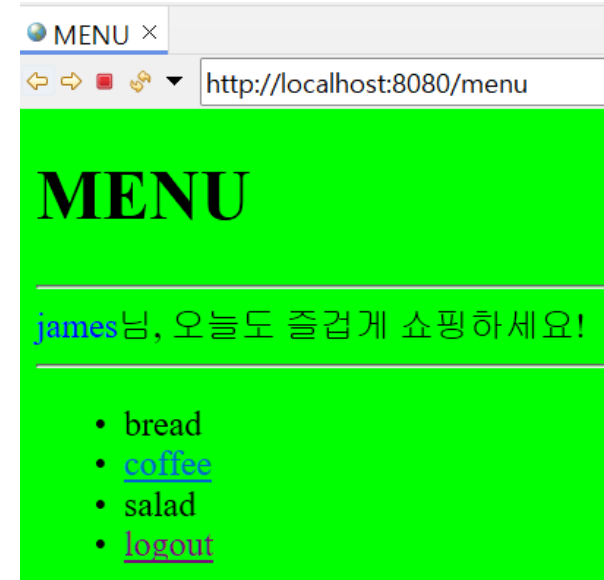 MENU
http://localhost:8080/menu
MENU
james님, 오늘도 즐겁게 쇼핑하세요!
bread
coffee
salad
logout